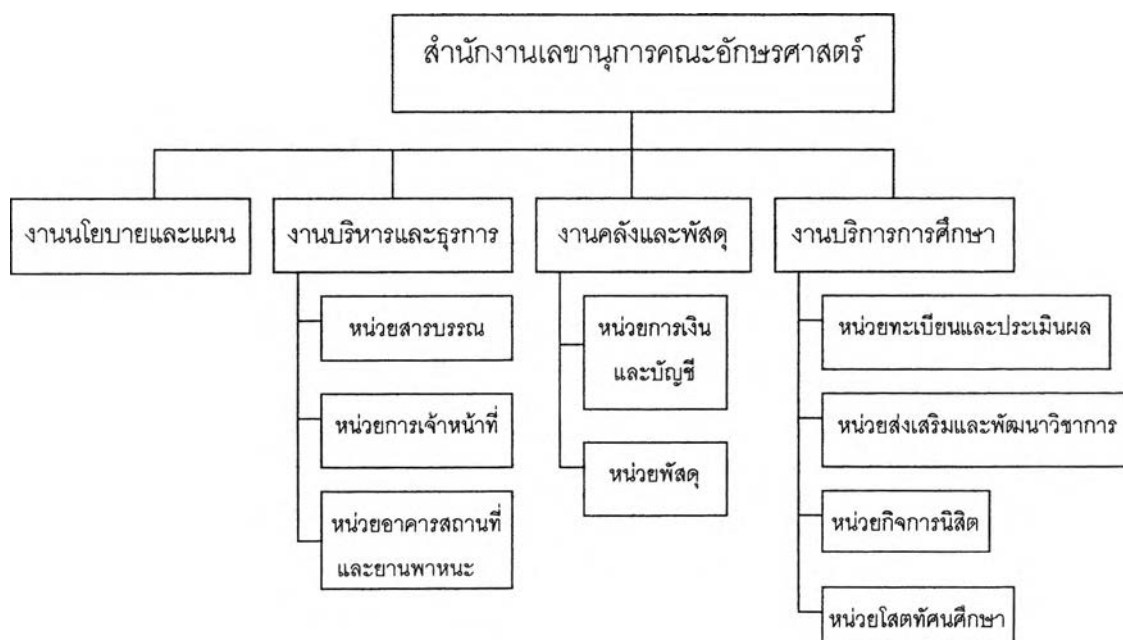 สำนักงานเลขานุการคณะอักษรศาสตร์
งานนโยบายและแผน
งานบริหารและธุรการ
หน่วยสารบรรณ
หน่วยการเจ้าหน้าที่
หน่วยอาคารสถานที่
และยานพาหนะ
งานคลังและพัสดุ
หน่วยการเงิน
และบัญชี
หน่วยพัสดุ
งานบริการการศึกษา
หน่วยทะเบียนและประเมินผล
หน่วยส่งเสริมและพัฒนาวิชาการ
หน่วยกิจการนิสิต
หน่วยโสตทัศนศึกษา